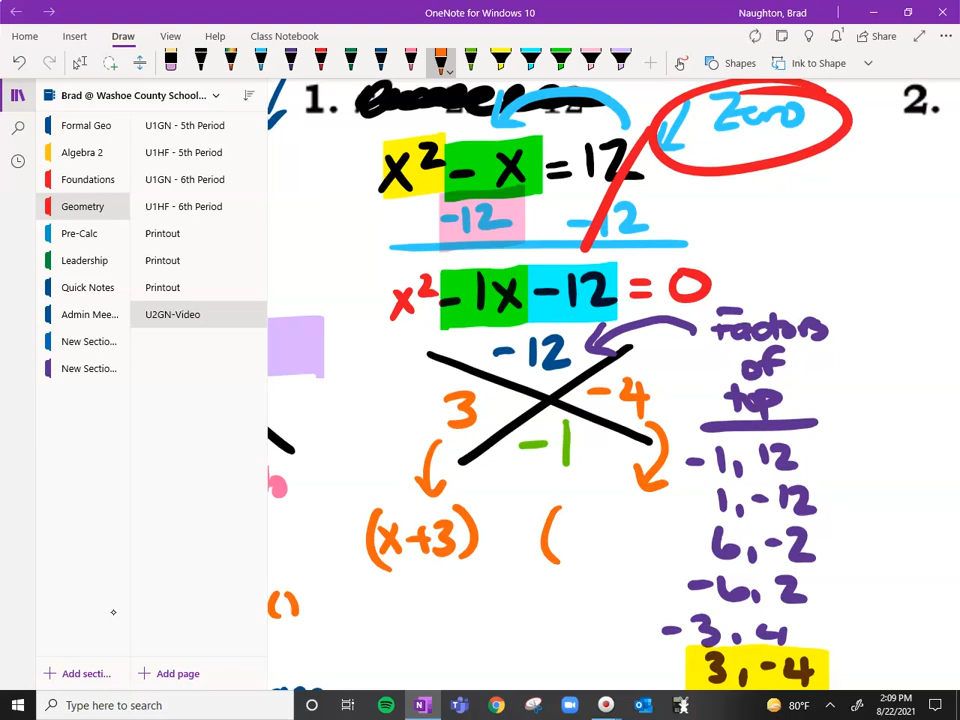 OneNote for Windows 10
Naughton, Brad
Home Insert Draw View Help Class Notebook
Share
Shapes
Ink to Shape
Brad @ Washoe County School...
Formal Geo
Algebra 2
Foundations
Geometry
Pre-Calc
Leadership
Quick Notes
Admin Mee...
New Sectio...
New Sectio...
U1GN - 5th Period
U1HF - 5th Period
U1GN - 6th Period
U1HF - 6th Period
Printout
Printout
Printout
U2GN-Video
Add secti...
Add page
1.
2.
Zero
x² - x = 12
-12 -12
x² - 1x - 12 = 0
-12
3 -4
-1
(x+3) (
Factors
of
top
-1, 12
1, -12
6, -2
-6, 2
-3, 4
3, -4
Type here to search
80°F
2:09 PM
8/22/2021